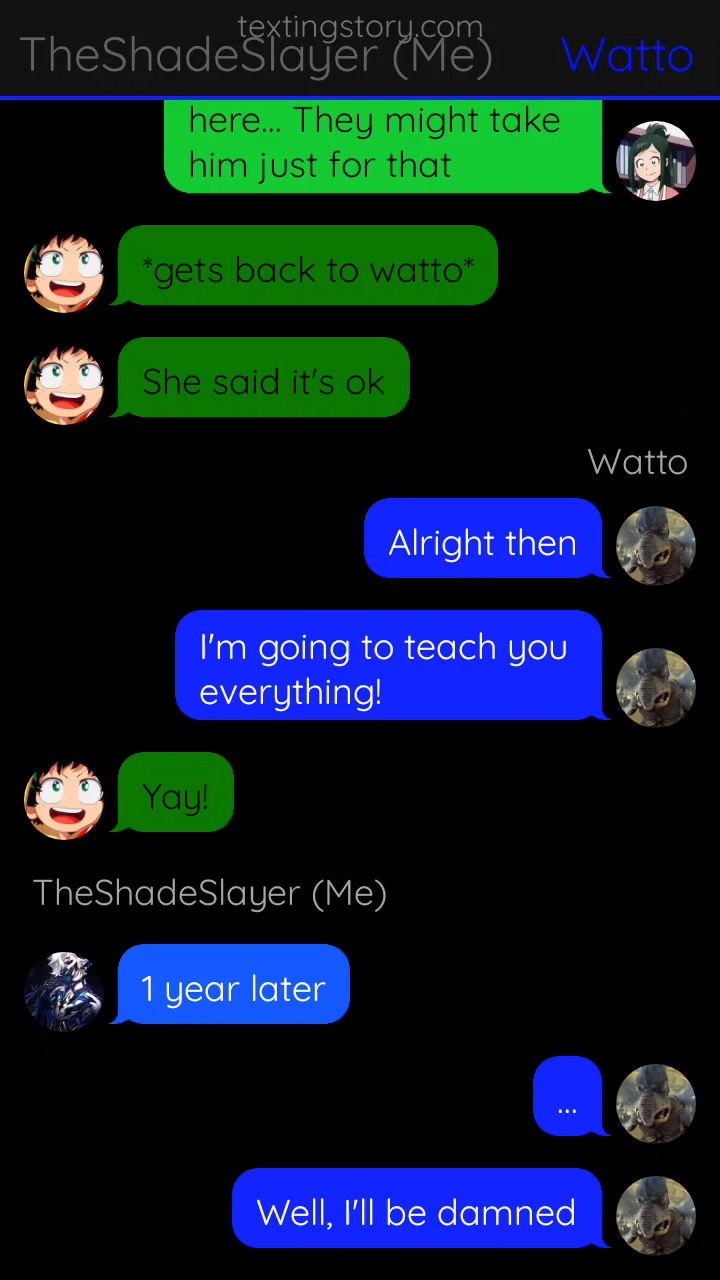 textingstory.com
TheShadeSlayer (Me) Watto
here... They might take
him just for that
*gets back to watto*
She said it's ok
Watto
Alright then
I'm going to teach you
everything!
Yay!
TheShadeSlayer (Me)
1 year later
...
Well, I'll be damned